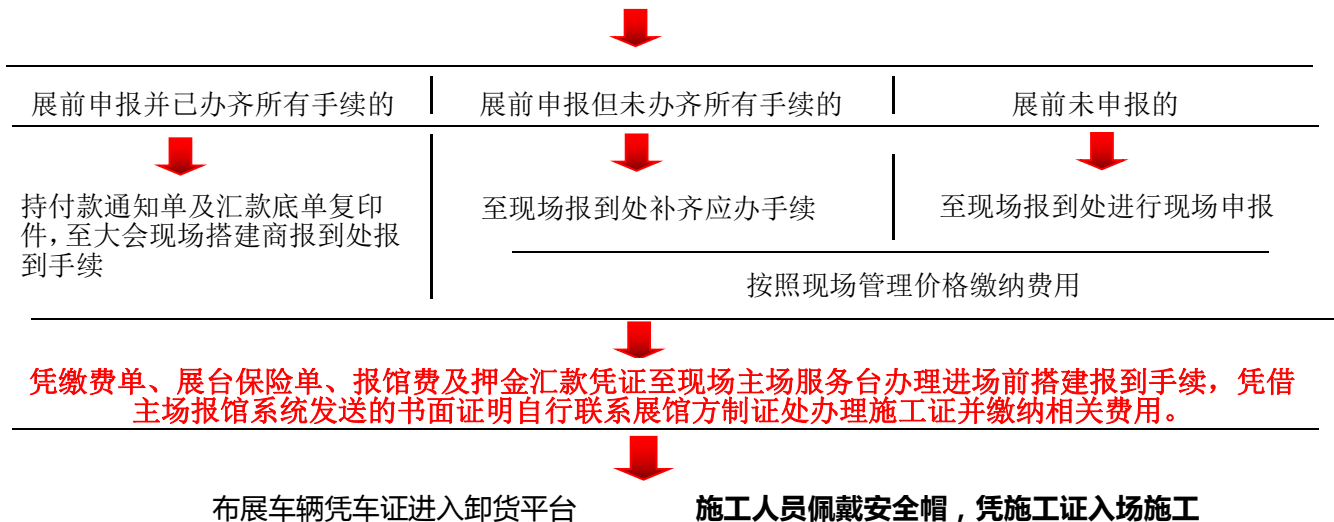 展前申报并已办齐所有手续的
展前申报但未办齐所有手续的
展前未申报的
持付款通知单及汇款底单复印
件，至大会现场搭建商报到处报
到手续
至现场报到处补齐应办手续
至现场报到处进行现场申报
按照现场管理价格缴纳费用
凭缴费单、展台保险单、报馆费及押金汇款凭证至现场主场服务台办理进场前搭建报到手续，凭借
主场报馆系统发送的书面证明自行联系展馆方制证处办理施工证并缴纳相关费用。
布展车辆凭车证进入卸货平台
施工人员佩戴安全帽，凭施工证入场施工